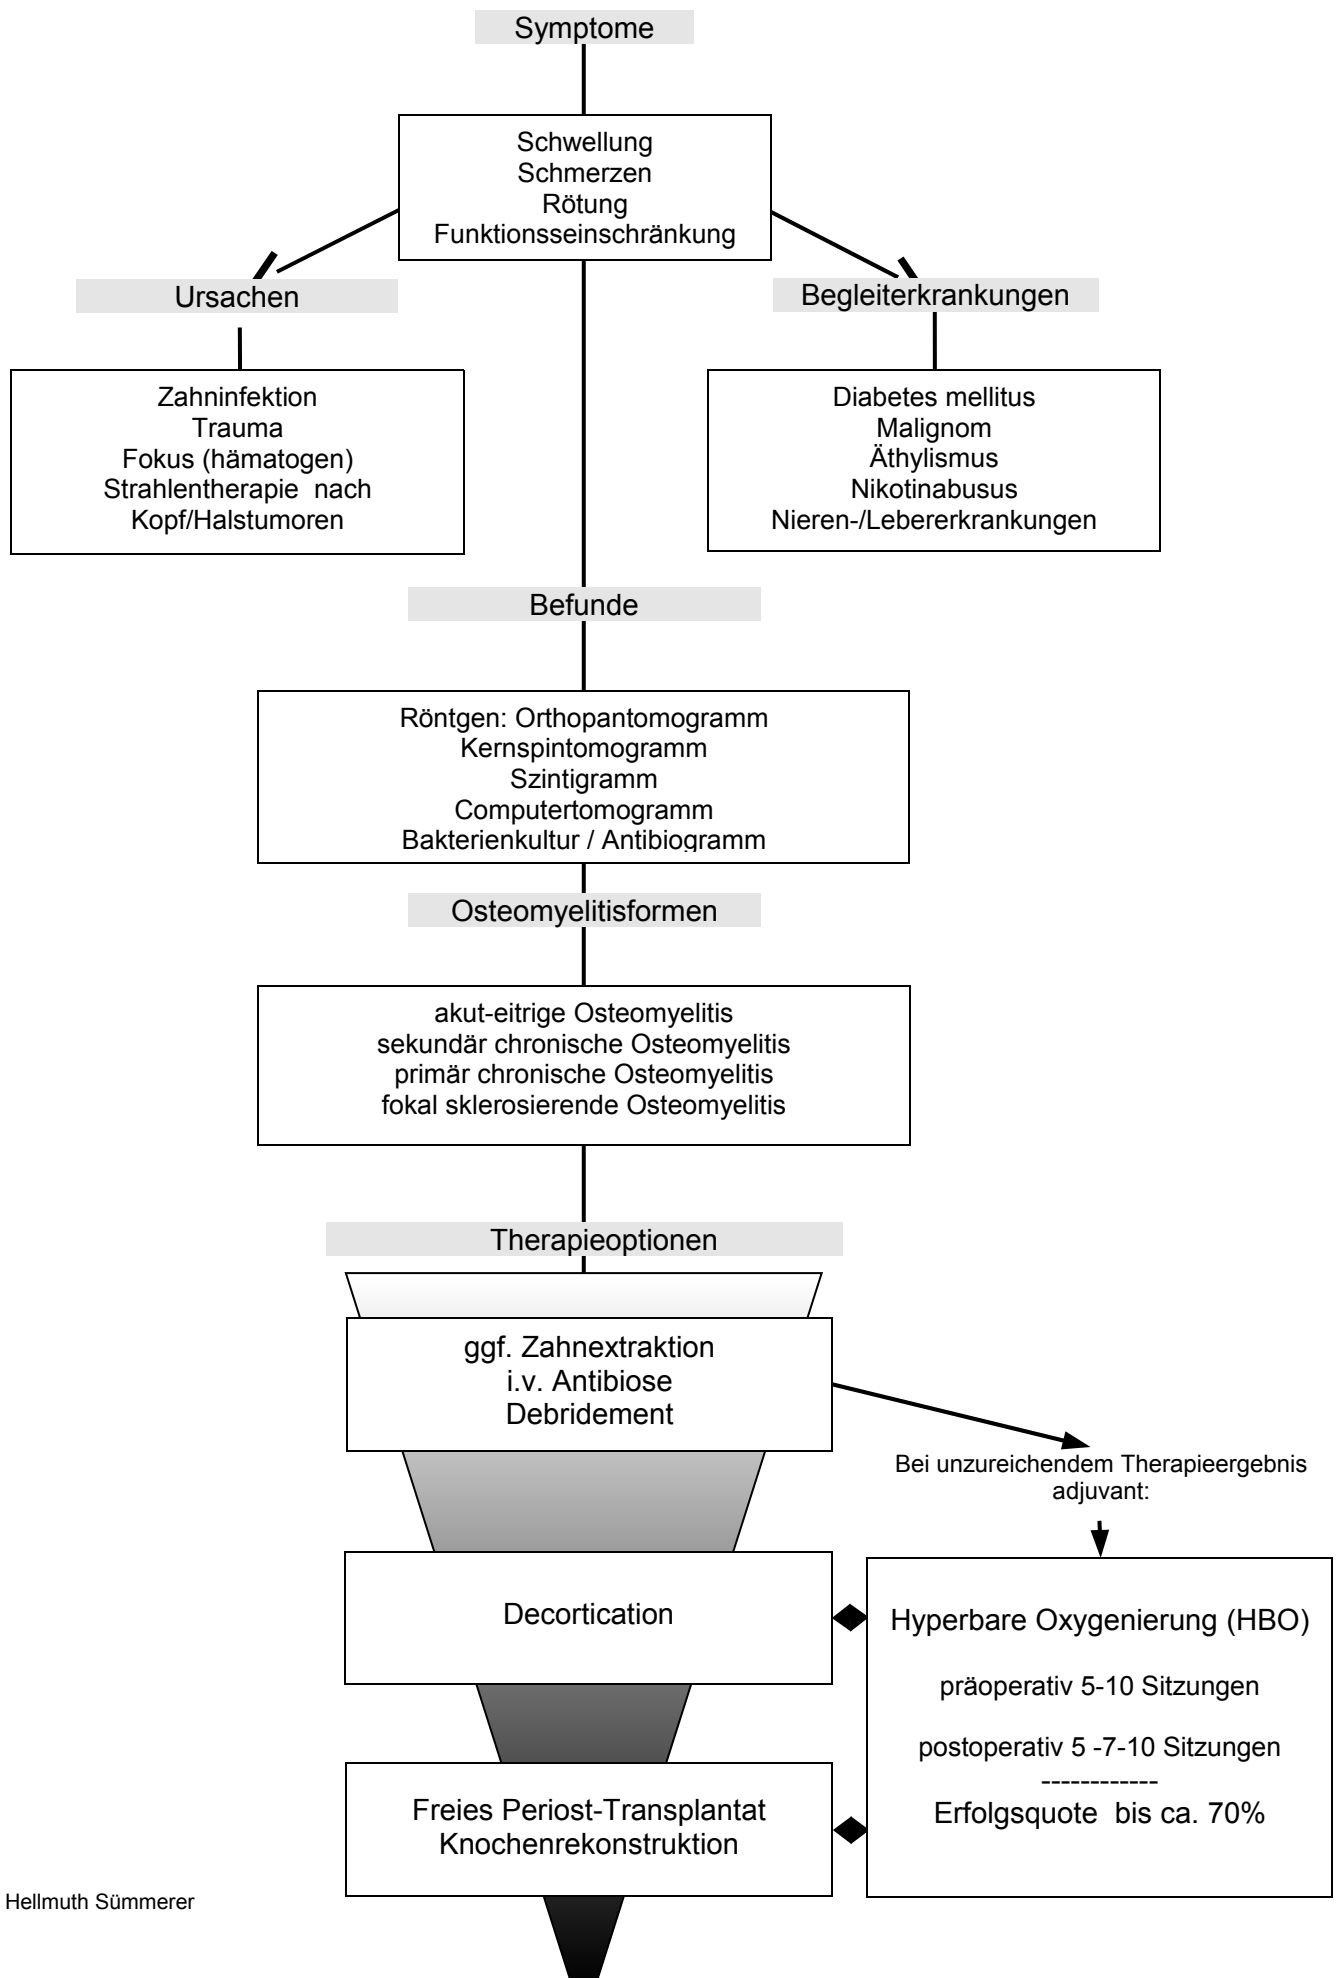 Symptome
Schwellung
Schmerzen
Rötung
Funktionsseinschränkung
Ursachen
Begleiterkrankungen
Zahninfektion
Trauma
Fokus (hämatogen)
Strahlentherapie nach
Kopf/Halstumoren
Diabetes mellitus
Malignom
Äthylismus
Nikotinabusus
Nieren-/Lebererkrankungen
Befunde
Röntgen: Orthopantomogramm
Kernspintomogramm
Szintigramm
Computertomogramm
Bakterienkultur / Antibiogramm
Osteomyelitisformen
akut-eitrige Osteomyelitis
sekundär chronische Osteomyelitis
primär chronische Osteomyelitis
fokal sklerosierende Osteomyelitis
Therapieoptionen
ggf. Zahnextraktion
i.v. Antibiose
Debridement
Bei unzureichendem Therapieergebnis
adjuvant:
Decortication
Hyperbare Oxygenierung (HBO)
präoperativ 5-10 Sitzungen
postoperativ 5 -7-10 Sitzungen
------------
Erfolgsquote bis ca. 70%
Freies Periost-Transplantat
Knochenrekonstruktion
Hellmuth Sümmerer